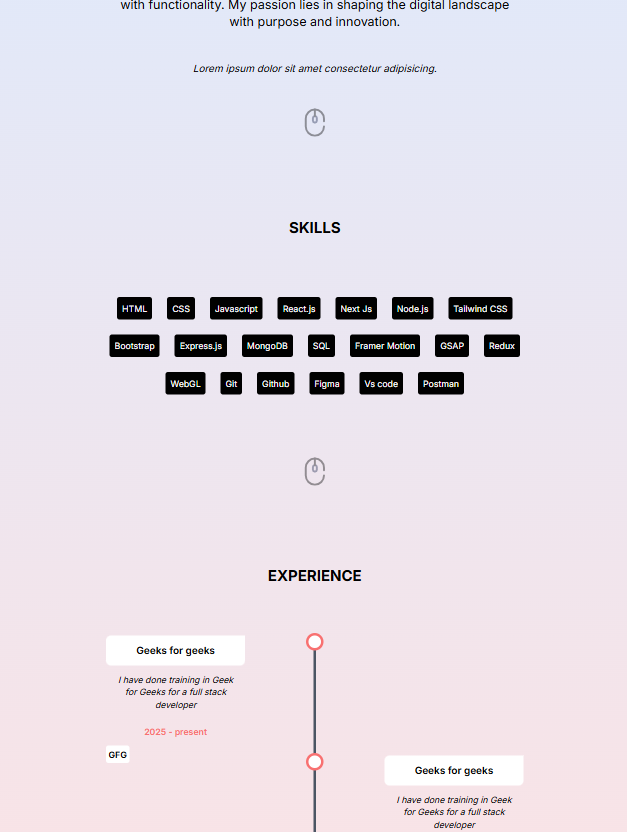 with functionality. My passion lies in shaping the digital landscape
with purpose and innovation.
Lorem ipsum dolor sit amet consectetur adipisicing.
SKILLS
HTML CSS Javascript React.js Next Js Node.js Tailwind CSS
Bootstrap Express.js MongoDB SQL Framer Motion GSAP Redux
WebGL Git Github Figma Vs code Postman
EXPERIENCE
Geeks for geeks
I have done training in Geek
for Geeks for a full stack
developer
2025 - present
GFG
Geeks for geeks
I have done training in Geek
for Geeks for a full stack
developer